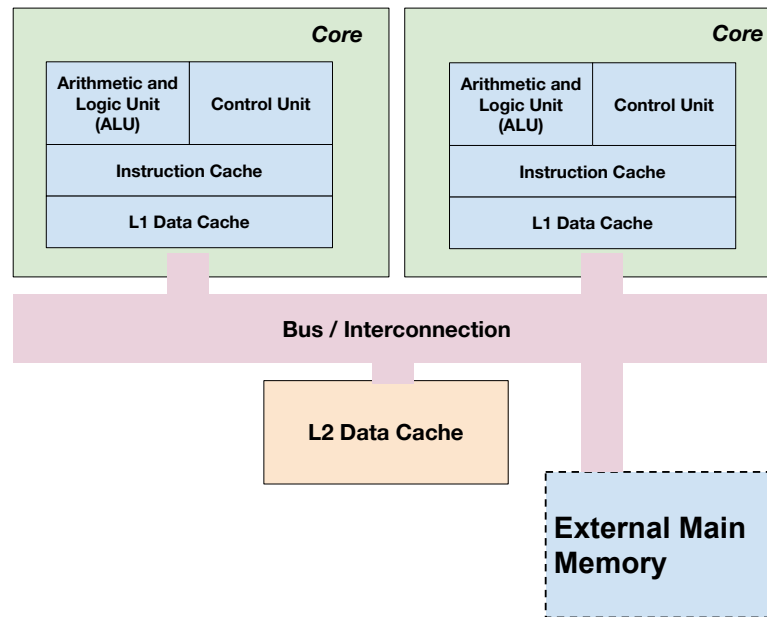 Core
Arithmetic and
Logic Unit
(ALU)
Control Unit
Instruction Cache
L1 Data Cache
Core
Arithmetic and
Logic Unit
(ALU)
Control Unit
Instruction Cache
L1 Data Cache
Bus / Interconnection
L2 Data Cache
External Main
Memory